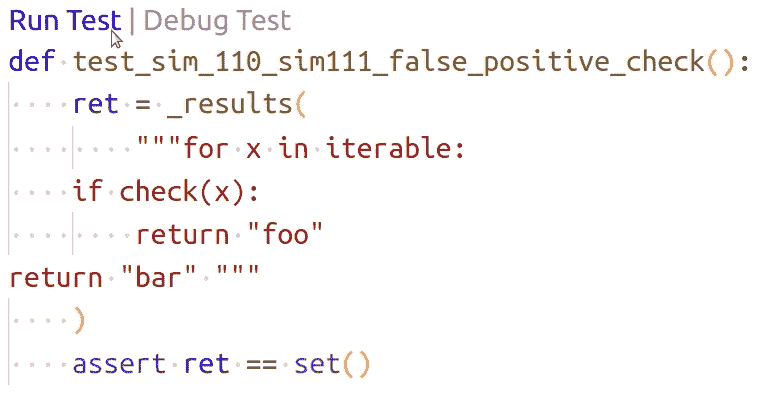 Run Test | Debug Test
def test_sim_110_sim111_false_positive_check():
    ret = _results(
        """for x in iterable:
    if check(x):
        return "foo"
return "bar" """
    )
    assert ret == set()